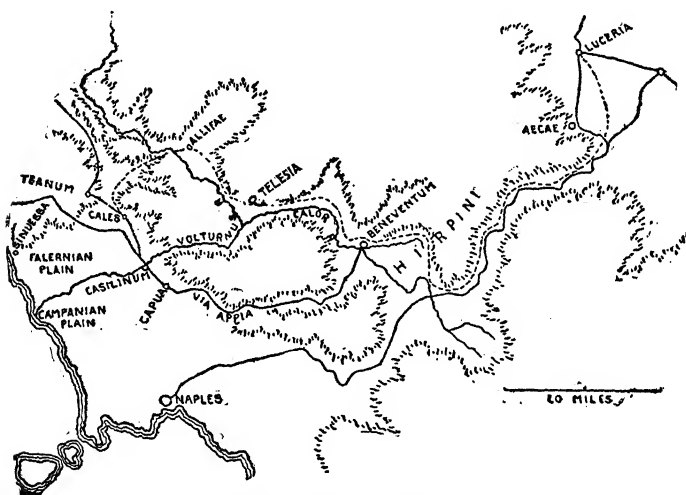 LUCERIA
AECAE
ALLIFAE
TELESIA
TEANUM
SINUESSA
CALES
CALOR
BENEVENTUM
HIRPINI
VOLTURNUS
FALERNIAN
PLAIN
CASILINUM
CAMPANIAN
PLAIN
CAPUA
VIA APPIA
NAPLES
20 MILES